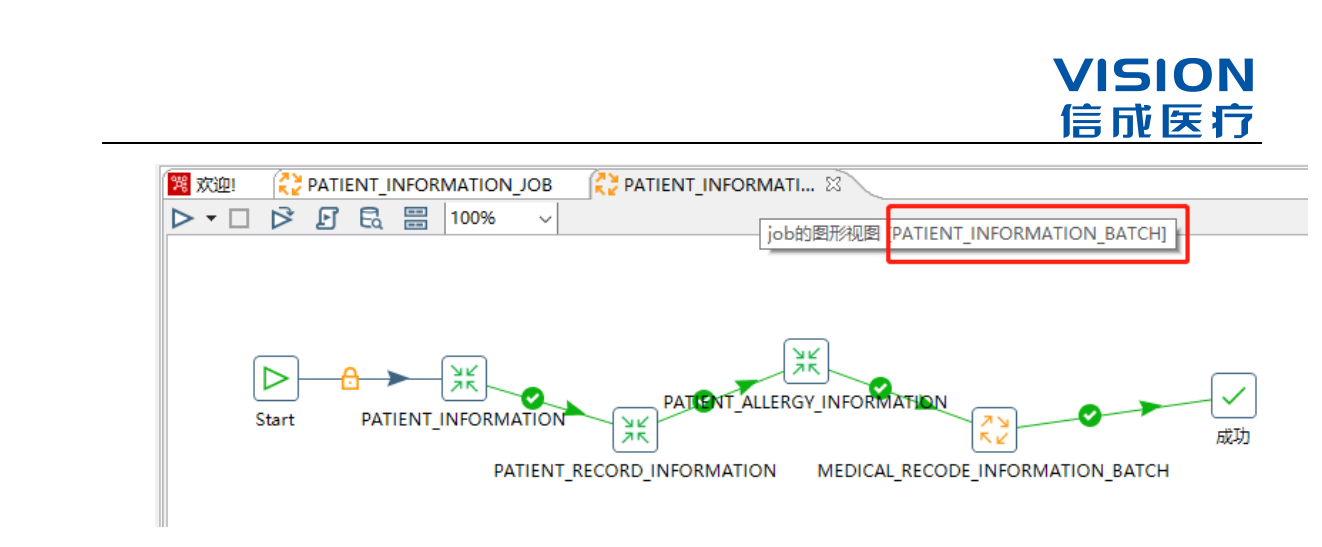 VISION
信成医疗
欢迎! PATIENT_INFORMATION_JOB PATIENT_INFORMATI...
100%
job的图形视图 [PATIENT_INFORMATION_BATCH]
Start
PATIENT_INFORMATION
PATIENT_RECORD_INFORMATION
PATIENT_ALLERGY_INFORMATION
MEDICAL_RECODE_INFORMATION_BATCH
成功